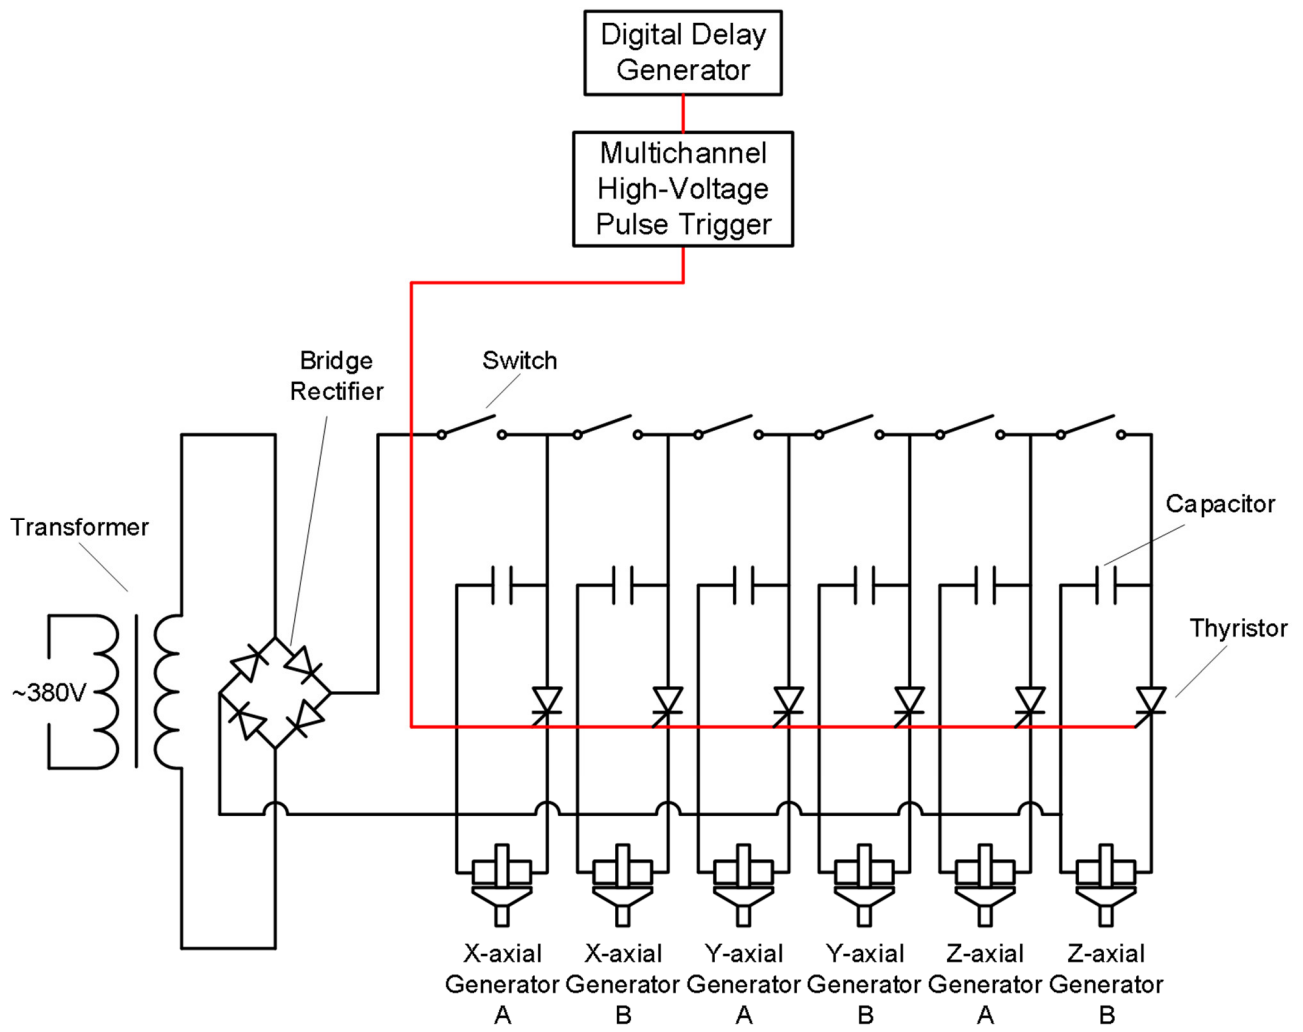 Digital Delay
Generator
Multichannel
High-Voltage
Pulse Trigger
Bridge
Rectifier
Switch
Transformer
Capacitor
Thyristor
~380V
X-axial
Generator
A
X-axial
Generator
B
Y-axial
Generator
A
Y-axial
Generator
B
Z-axial
Generator
A
Z-axial
Generator
B